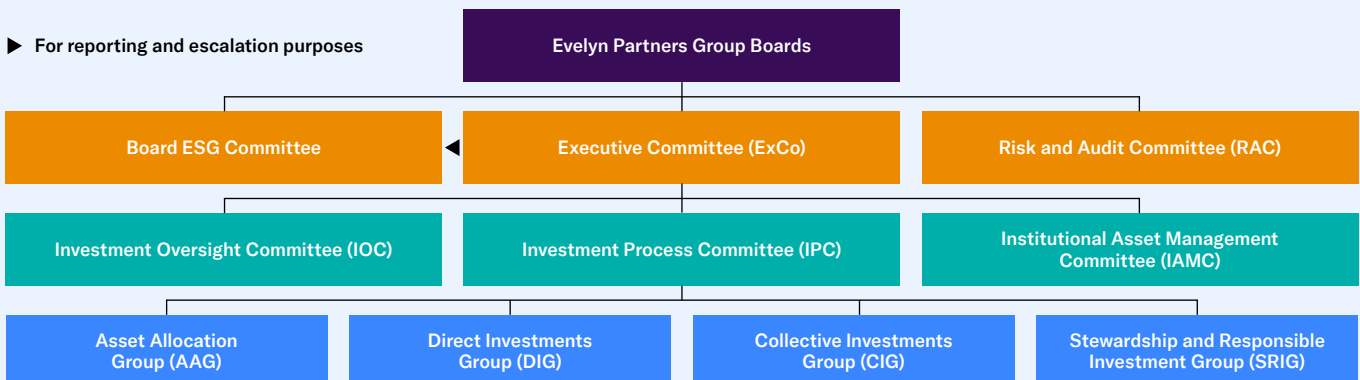 For reporting and escalation purposes
Evelyn Partners Group Boards
Board ESG Committee
Executive Committee (ExCo)
Risk and Audit Committee (RAC)
Investment Oversight Committee (IOC)
Investment Process Committee (IPC)
Institutional Asset Management
Committee (IAMC)
Asset Allocation
Group (AAG)
Direct Investments
Group (DIG)
Collective Investments
Group (CIG)
Stewardship and Responsible
Investment Group (SRIG)